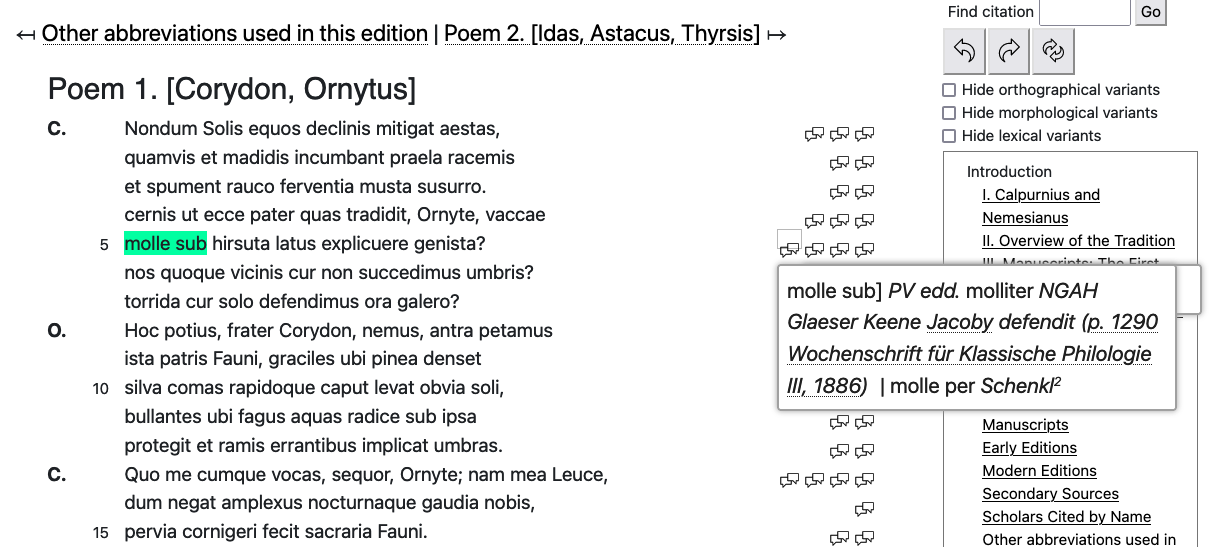 ↤ Other abbreviations used in this edition | Poem 2. [Idas, Astacus, Thyrsis] ↦
Poem 1. [Corydon, Ornytus]
C. Nondum Solis equos declinis mitigat aestas,
quamvis et madidis incumbant praela racemis
et spument rauco ferventia musta susurro.
cernis ut ecce pater quas tradidit, Ornyte, vaccae
5 molle sub hirsuta latus explicuere genista?
nos quoque vicinis cur non succedimus umbris?
torrida cur solo defendimus ora galero?
O. Hoc potius, frater Corydon, nemus, antra petamus
ista patris Fauni, graciles ubi pinea denset
10 silva comas rapidoque caput levat obvia soli,
bullantes ubi fagus aquas radice sub ipsa
protegit et ramis errantibus implicat umbras.
C. Quo me cumque vocas, sequor, Ornyte; nam mea Leuce,
dum negat amplexus nocturnaque gaudia nobis,
15 pervia cornigeri fecit sacraria Fauni.
molle sub] PV edd. molliter NGAH
Glaeser Keene Jacoby defendit (p. 1290
Wochenschrift für Klassische Philologie
III, 1886) | molle per Schenkl²
Find citation Go
Hide orthographical variants
Hide morphological variants
Hide lexical variants
Introduction
I. Calpurnius and
Nemesianus
II. Overview of the Tradition
III. Manuscripts: The First
Manuscripts
Early Editions
Modern Editions
Secondary Sources
Scholars Cited by Name
Other abbreviations used in